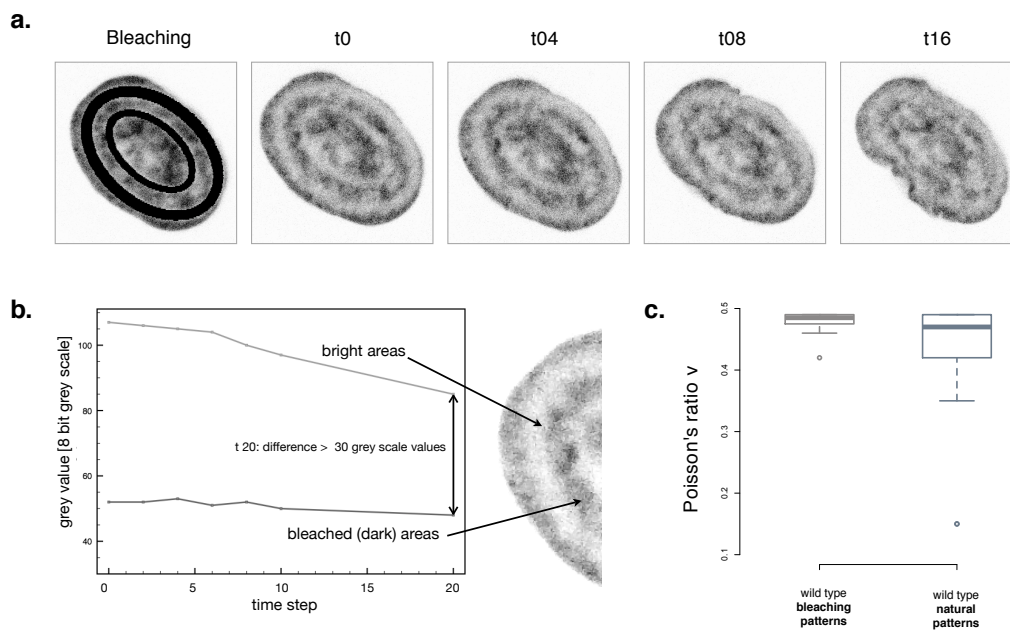 a.
Bleaching t0 t04 t08 t16
b.
grey value [8 bit grey scale]
100
80
60
40
0 5 10 15 20
time step
bright areas
t 20: difference > 30 grey scale values
bleached (dark) areas
c.
Poisson's ratio v
0.5
0.4
0.3
0.2
0.1
wild type
bleaching
patterns
wild type
natural
patterns